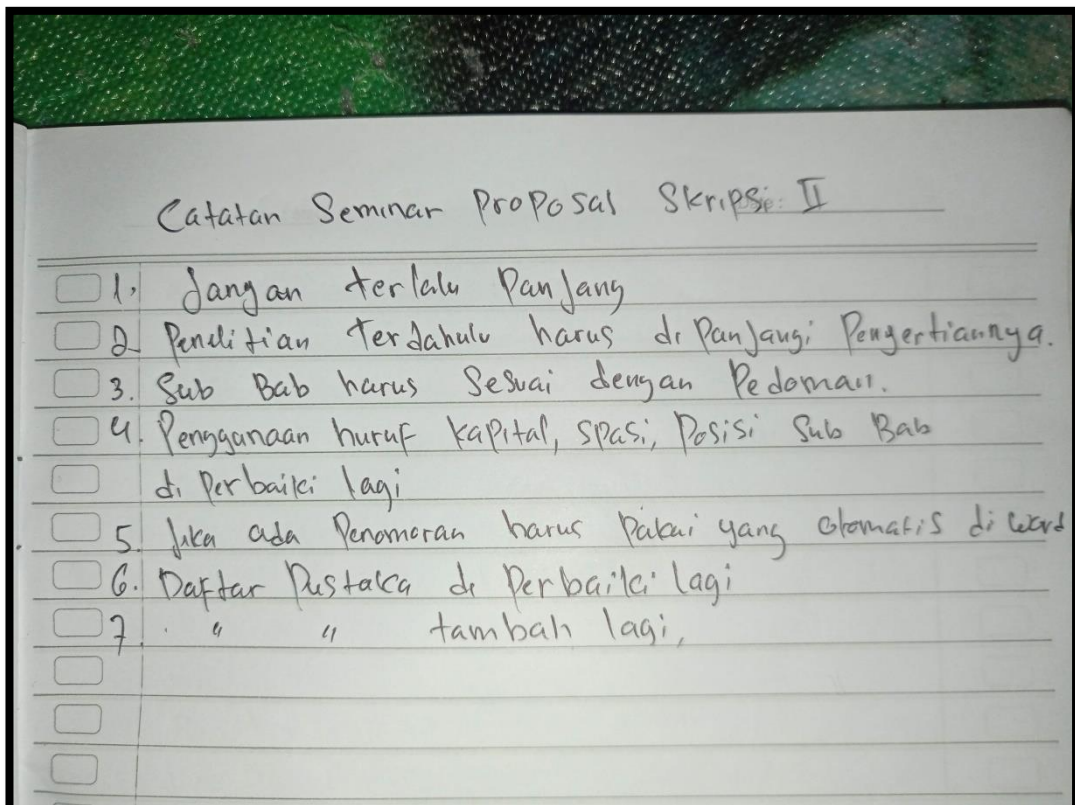 Catatan Seminar Proposal Skripsi II
1. Jangan terlalu Panjang
2 Penelitian Terdahulu harus di Panjangi Pengertiannya.
3. Sub Bab harus Sesuai dengan Pedoman.
4. Penggunaan huruf kapital, spasi, Posisi Sub Bab
di Perbaiki lagi
5. Jika ada Penomoran harus Pakai yang otomatis di word
6. Daftar Pustaka di Perbaiki lagi
7. " " tambah lagi,